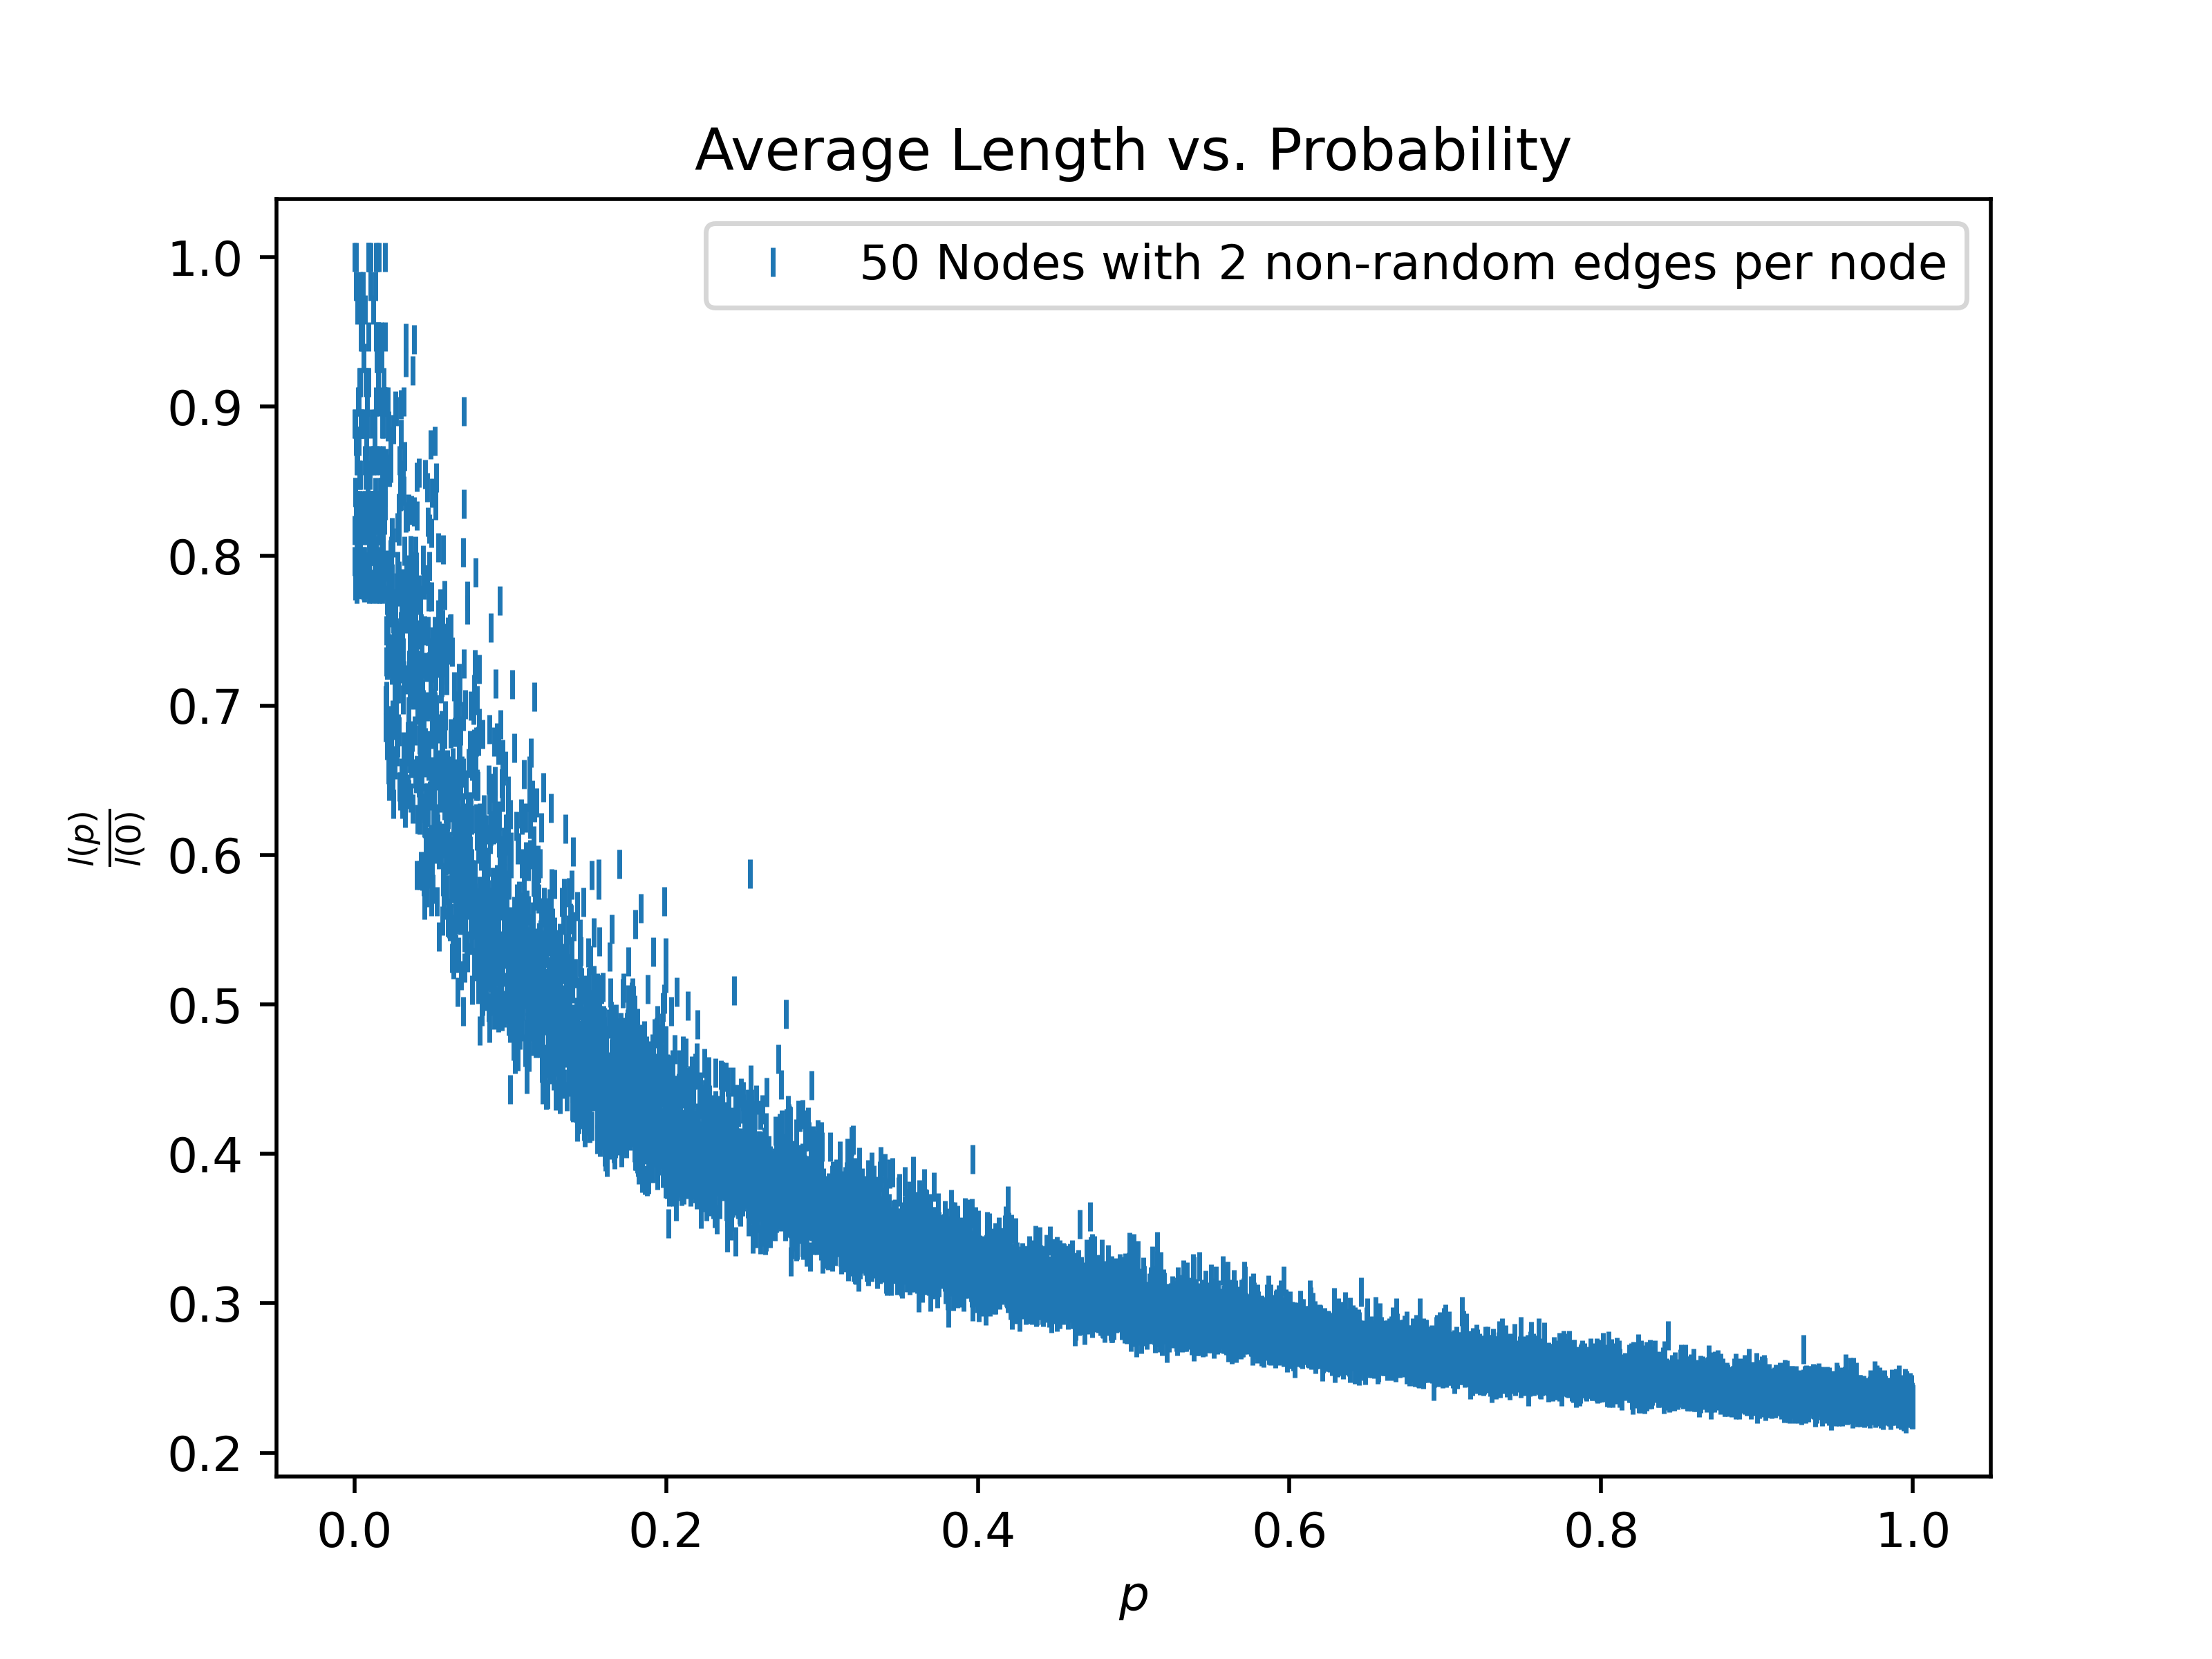 Average Length vs. Probability
50 Nodes with 2 non-random edges per node
1.0
0.9
0.8
0.7
0.6
0.5
0.4
0.3
0.2
l(p)
l(0)
0.0 0.2 0.4 0.6 0.8 1.0
p